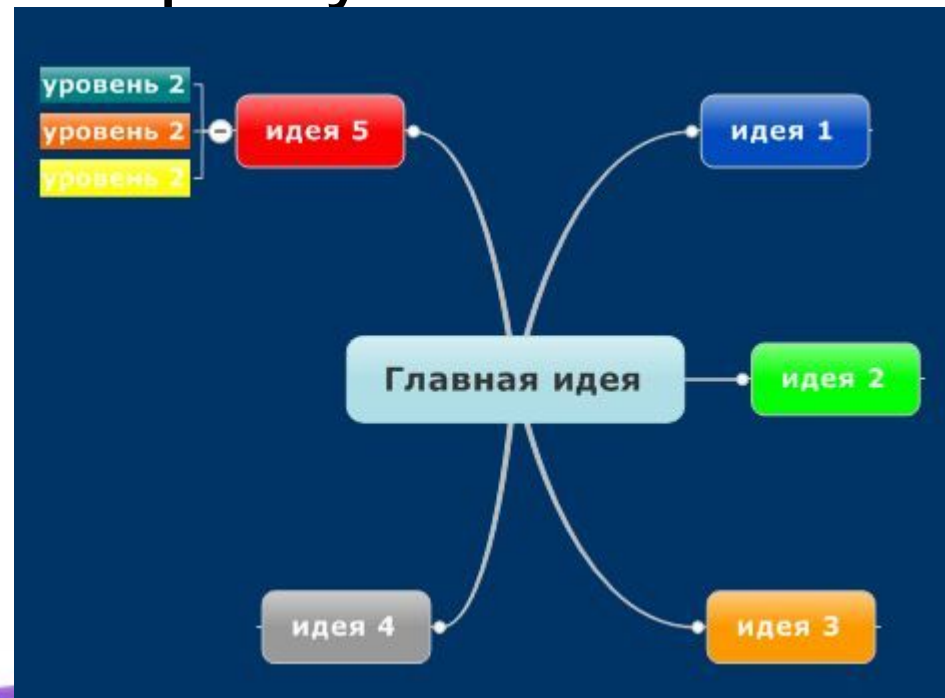 уровень 2
уровень 2
уровень 2
идея 5
идея 1
Главная идея
идея 2
идея 4
идея 3